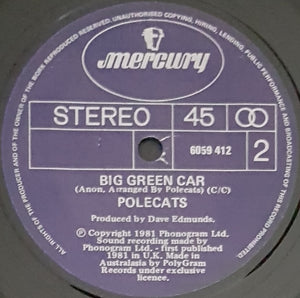 ALL RIGHTS OF THE PRODUCER AND OF THE OWNER OF THE WORK REPRODUCED RESERVED. UNAUTHORISED COPYING, HIRING, LENDING, PUBLIC PERFORMANCE AND BROADCASTING OF THIS RECORD PROHIBITED.
mercury
STEREO 45
6059 412 2
BIG GREEN CAR
(Anon, Arranged By Polecats) (C/C)
POLECATS
Produced by Dave Edmunds.
Ⓟ Copyright 1981 Phonogram Ltd.
Sound recording made by
Phonogram Ltd. - first published
1981 in U.K. Made in
Australasia by PolyGram
Records under exclusive
licence.